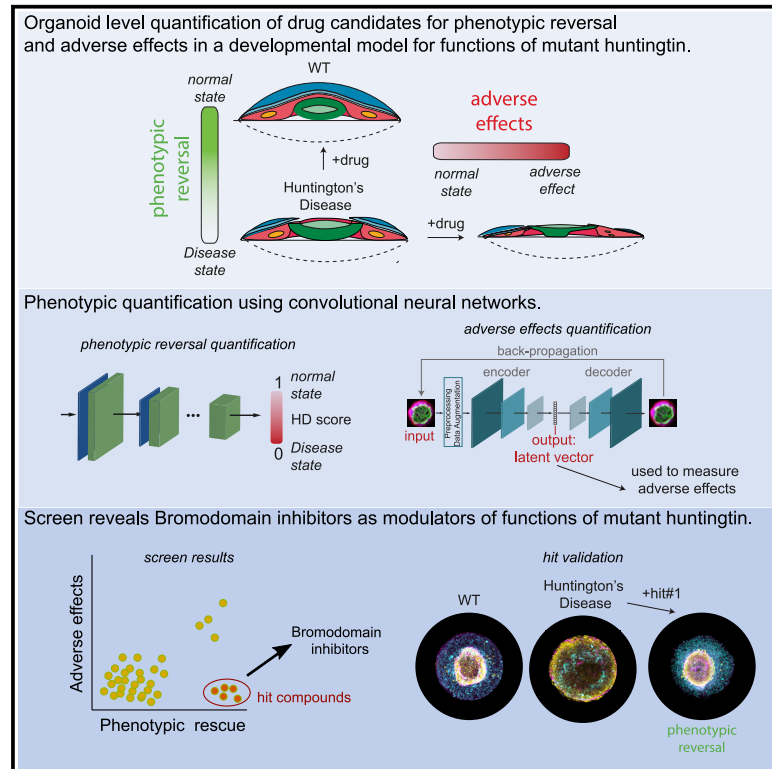 Organoid level quantification of drug candidates for phenotypic reversal
and adverse effects in a developmental model for functions of mutant huntingtin.
normal
state
phenotypic
reversal
Disease state
WT
+drug
Huntington's
Disease
adverse
effects
normal
state
adverse
effect
+drug
Phenotypic quantification using convolutional neural networks.
phenotypic reversal quantification
1
normal
state
HD score
Disease
0
state
adverse effects quantification
back-propagation
encoder
decoder
input
Preprocessing
Data Augmentation
output:
latent vector
used to measure
adverse effects
Screen reveals Bromodomain inhibitors as modulators of functions of mutant huntingtin.
screen results
Adverse effects
Phenotypic rescue
Bromodomain
inhibitors
hit compounds
hit validation
WT
Huntington's
Disease
+hit#1
phenotypic
reversal